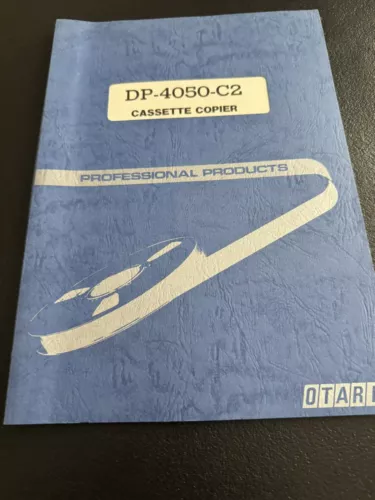 DP-4050-C2
CASSETTE COPIER
PROFESSIONAL PRODUCTS
OTARI